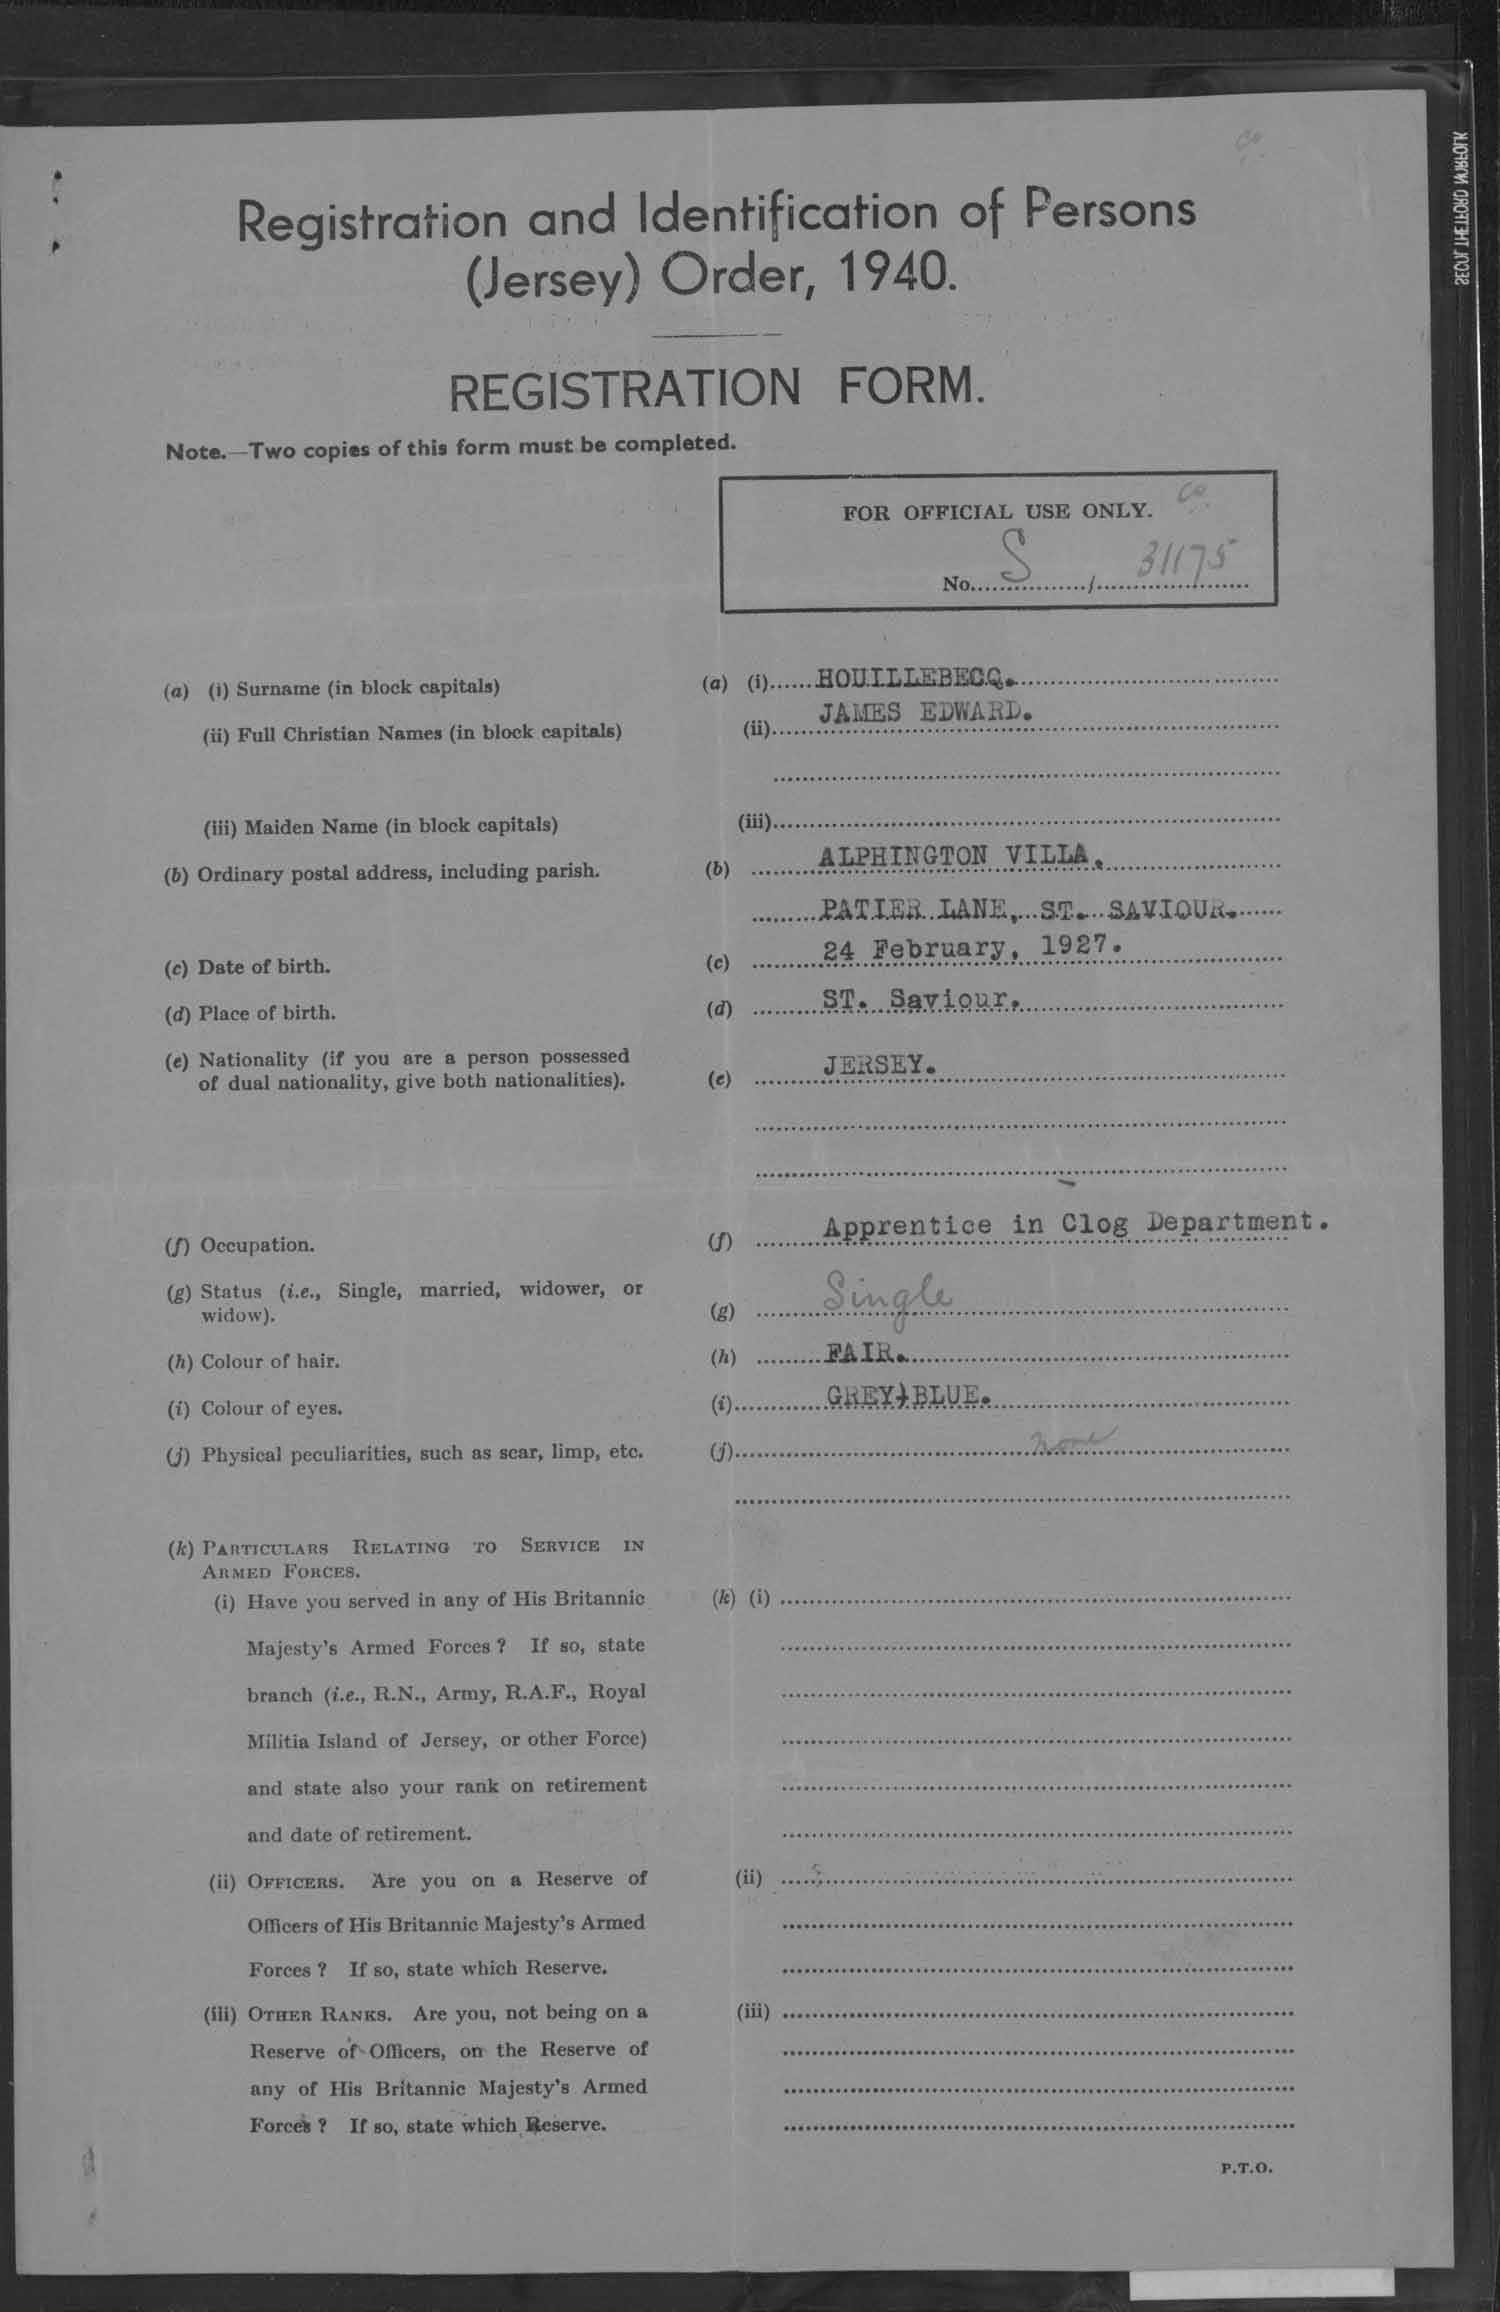 Co.
Registration and Identification of Persons
(Jersey) Order, 1940.
REGISTRATION FORM.
Note.—Two copies of this form must be completed.
FOR OFFICIAL USE ONLY. Co.
No. S / 31175
(a) (i) Surname (in block capitals) (a) (i) HOUILLEBECQ.
(ii) Full Christian Names (in block capitals) (ii) JAMES EDWARD.
(iii) Maiden Name (in block capitals) (iii)
(b) Ordinary postal address, including parish. (b) ALPHINGTON VILLA.
PATIER LANE, ST. SAVIOUR.
(c) Date of birth. (c) 24 February, 1927.
(d) Place of birth. (d) ST. Saviour.
(e) Nationality (if you are a person possessed
of dual nationality, give both nationalities). (e) JERSEY.
(f) Occupation. (f) Apprentice in Clog Department.
(g) Status (i.e., Single, married, widower, or
widow). (g) Single
(h) Colour of hair. (h) FAIR.
(i) Colour of eyes. (i) GREY)BLUE.
(j) Physical peculiarities, such as scar, limp, etc. (j) none
(k) PARTICULARS RELATING TO SERVICE IN
ARMED FORCES.
(i) Have you served in any of His Britannic (k) (i)
Majesty's Armed Forces? If so, state
branch (i.e., R.N., Army, R.A.F., Royal
Militia Island of Jersey, or other Force)
and state also your rank on retirement
and date of retirement.
(ii) OFFICERS. Are you on a Reserve of (ii)
Officers of His Britannic Majesty's Armed
Forces? If so, state which Reserve.
(iii) OTHER RANKS. Are you, not being on a (iii)
Reserve of Officers, on the Reserve of
any of His Britannic Majesty's Armed
Forces? If so, state which Reserve.
P.T.O.